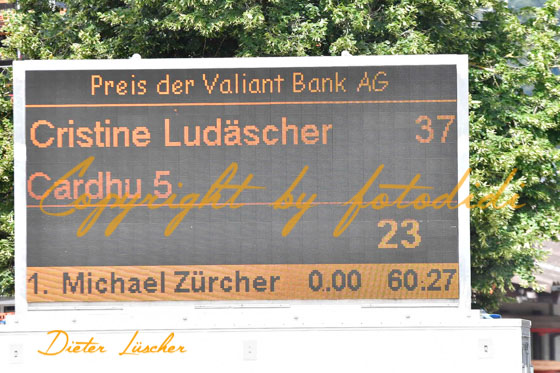 Preis der Valiant Bank AG
Cristine Ludäscher 37
Cardhu 5
Copyright by fotodidi
23
1. Michael Zürcher 0.00 60.27
Dieter Lüscher